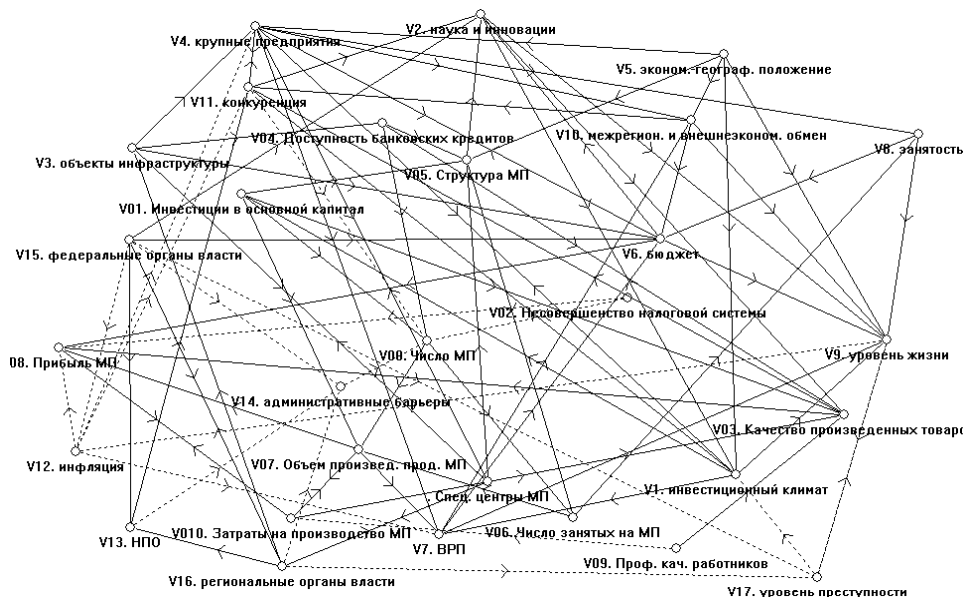 V2. наука и инновации
V4. крупные предприятия
V5. эконом.-географ. положение
V11. конкуренция
V04. Доступность банковских кредитов
V10. межрегион. и внешнеэконом. обмен
V8. занятость
V3. объекты инфраструктуры
V05. Структура МП
V01. Инвестиции в основной капитал
V15. федеральные органы власти
V6. бюджет
V02. Несовершенство налоговой системы
V08. Число МП
08. Прибыль МП
V9. уровень жизни
V14. административные барьеры
V03. Качество произведенных товаро
V12. инфляция
V07. Объем произвед. прод. МП
Спец. центры МП
V1. инвестиционный климат
V010. Затраты на производство МП
V06. Число занятых на МП
V13. НПО
V7. ВРП
V09. Проф. кач. работников
V16. региональные органы власти
V17. уровень преступности